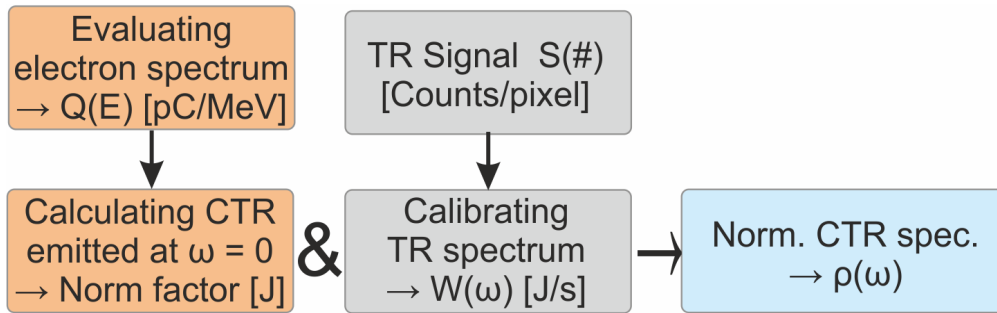 Evaluating
electron spectrum
→ Q(E) [pC/MeV]
TR Signal S(#)
[Counts/pixel]
Calculating CTR
emitted at ω = 0
→ Norm factor [J]
&
Calibrating
TR spectrum
→ W(ω) [J/s]
Norm. CTR spec.
→ ρ(ω)